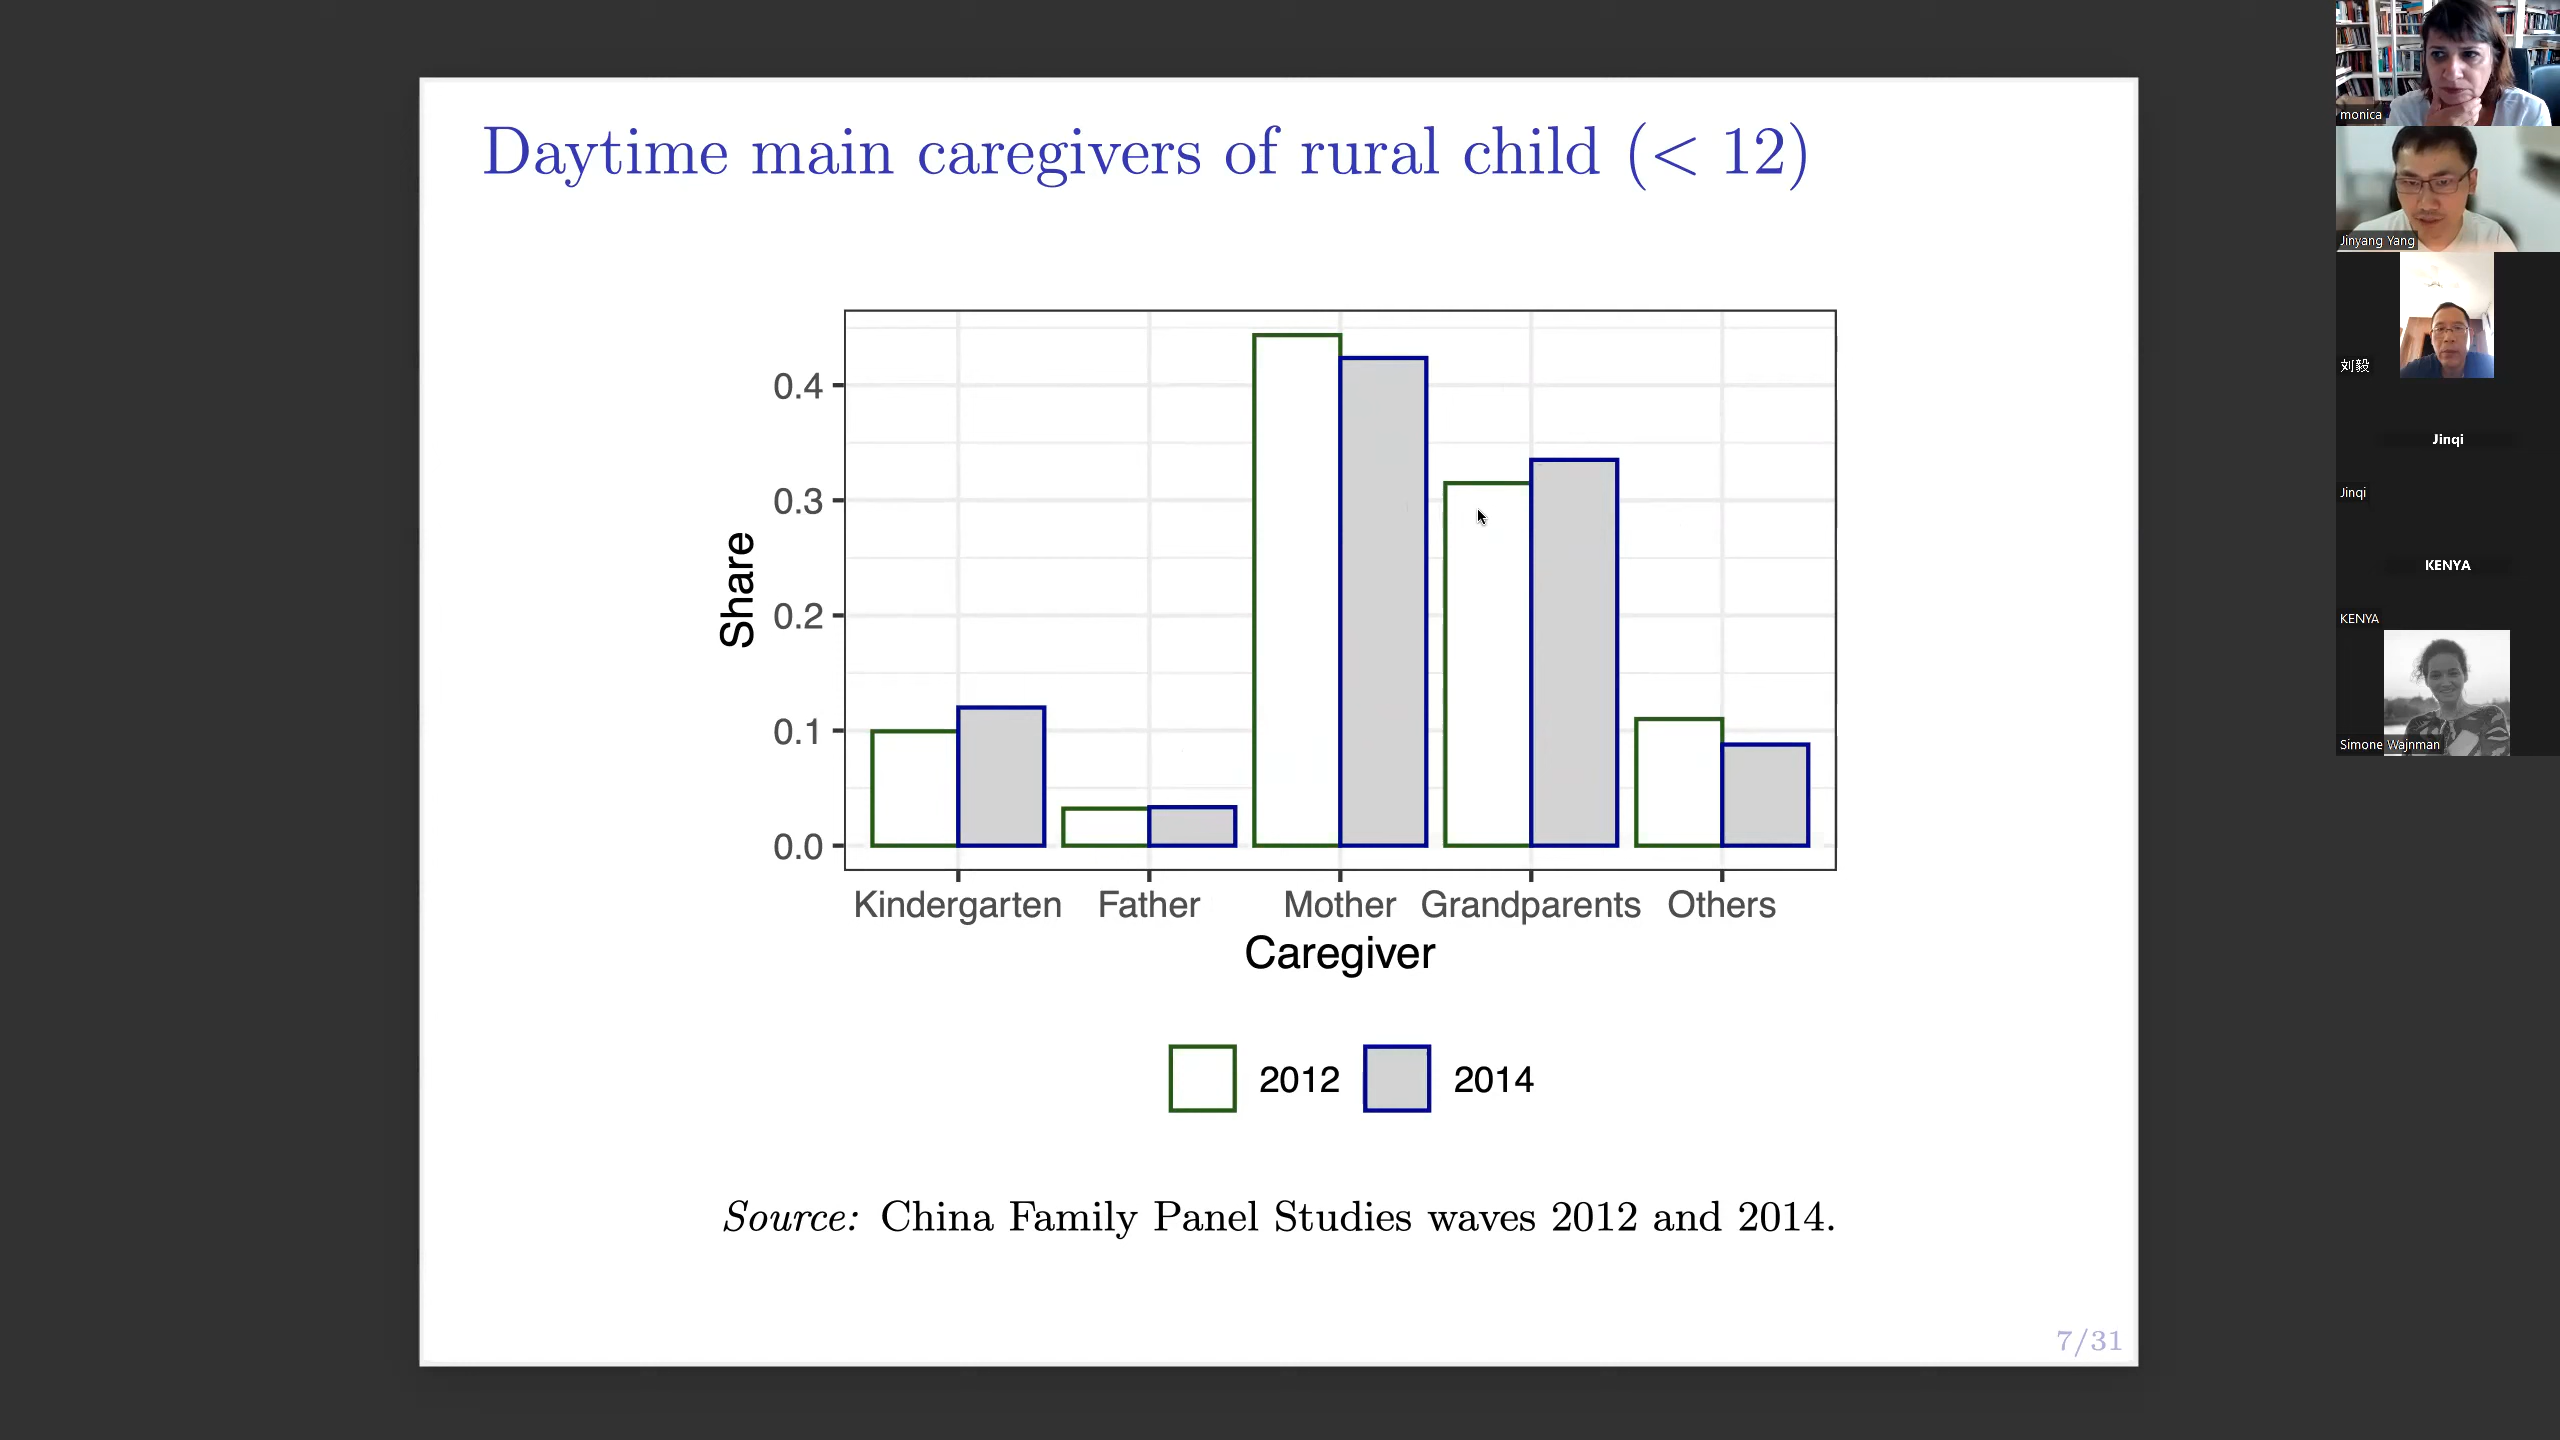 Daytime main caregivers of rural child (< 12)
0.4
0.3
0.2
0.1
0.0
Share
Kindergarten Father Mother Grandparents Others
Caregiver
2012 2014
Source: China Family Panel Studies waves 2012 and 2014.
7/31
monica
Jinyang Yang
刘毅
Jinqi
Jinqi
KENYA
KENYA
Simone Wajnman